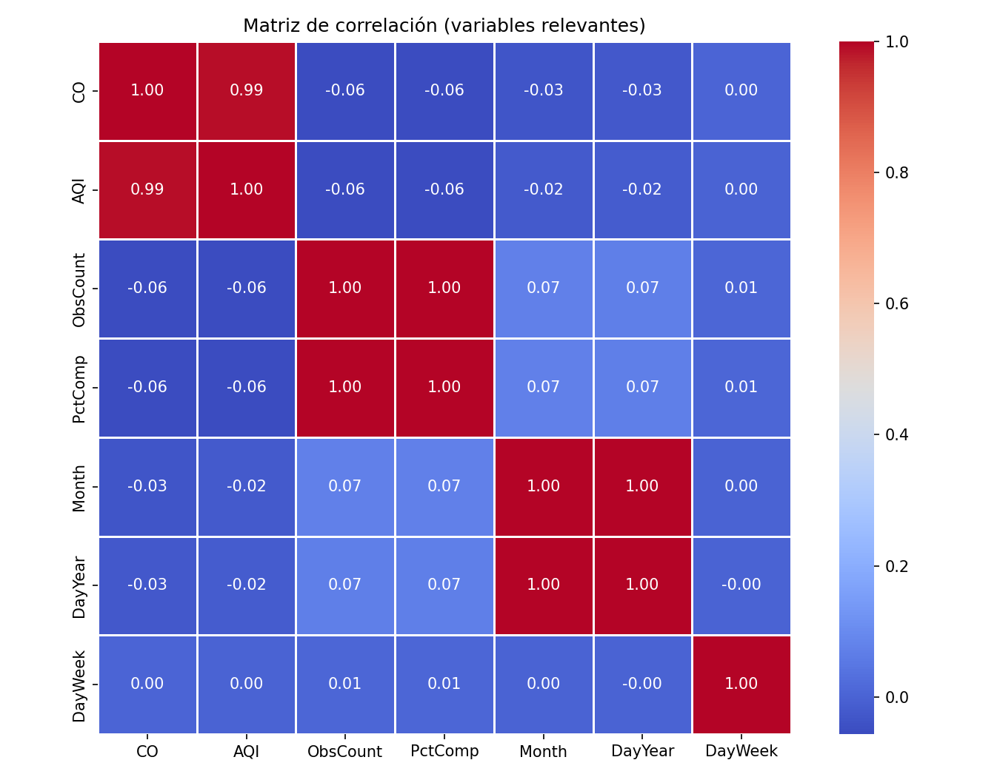 Matriz de correlación (variables relevantes)
CO 1.00 0.99 -0.06 -0.06 -0.03 -0.03 0.00
AQI 0.99 1.00 -0.06 -0.06 -0.02 -0.02 0.00
ObsCount -0.06 -0.06 1.00 1.00 0.07 0.07 0.01
PctComp -0.06 -0.06 1.00 1.00 0.07 0.07 0.01
Month -0.03 -0.02 0.07 0.07 1.00 1.00 0.00
DayYear -0.03 -0.02 0.07 0.07 1.00 1.00 -0.00
DayWeek 0.00 0.00 0.01 0.01 0.00 -0.00 1.00
CO AQI ObsCount PctComp Month DayYear DayWeek
1.0
0.8
0.6
0.4
0.2
0.0